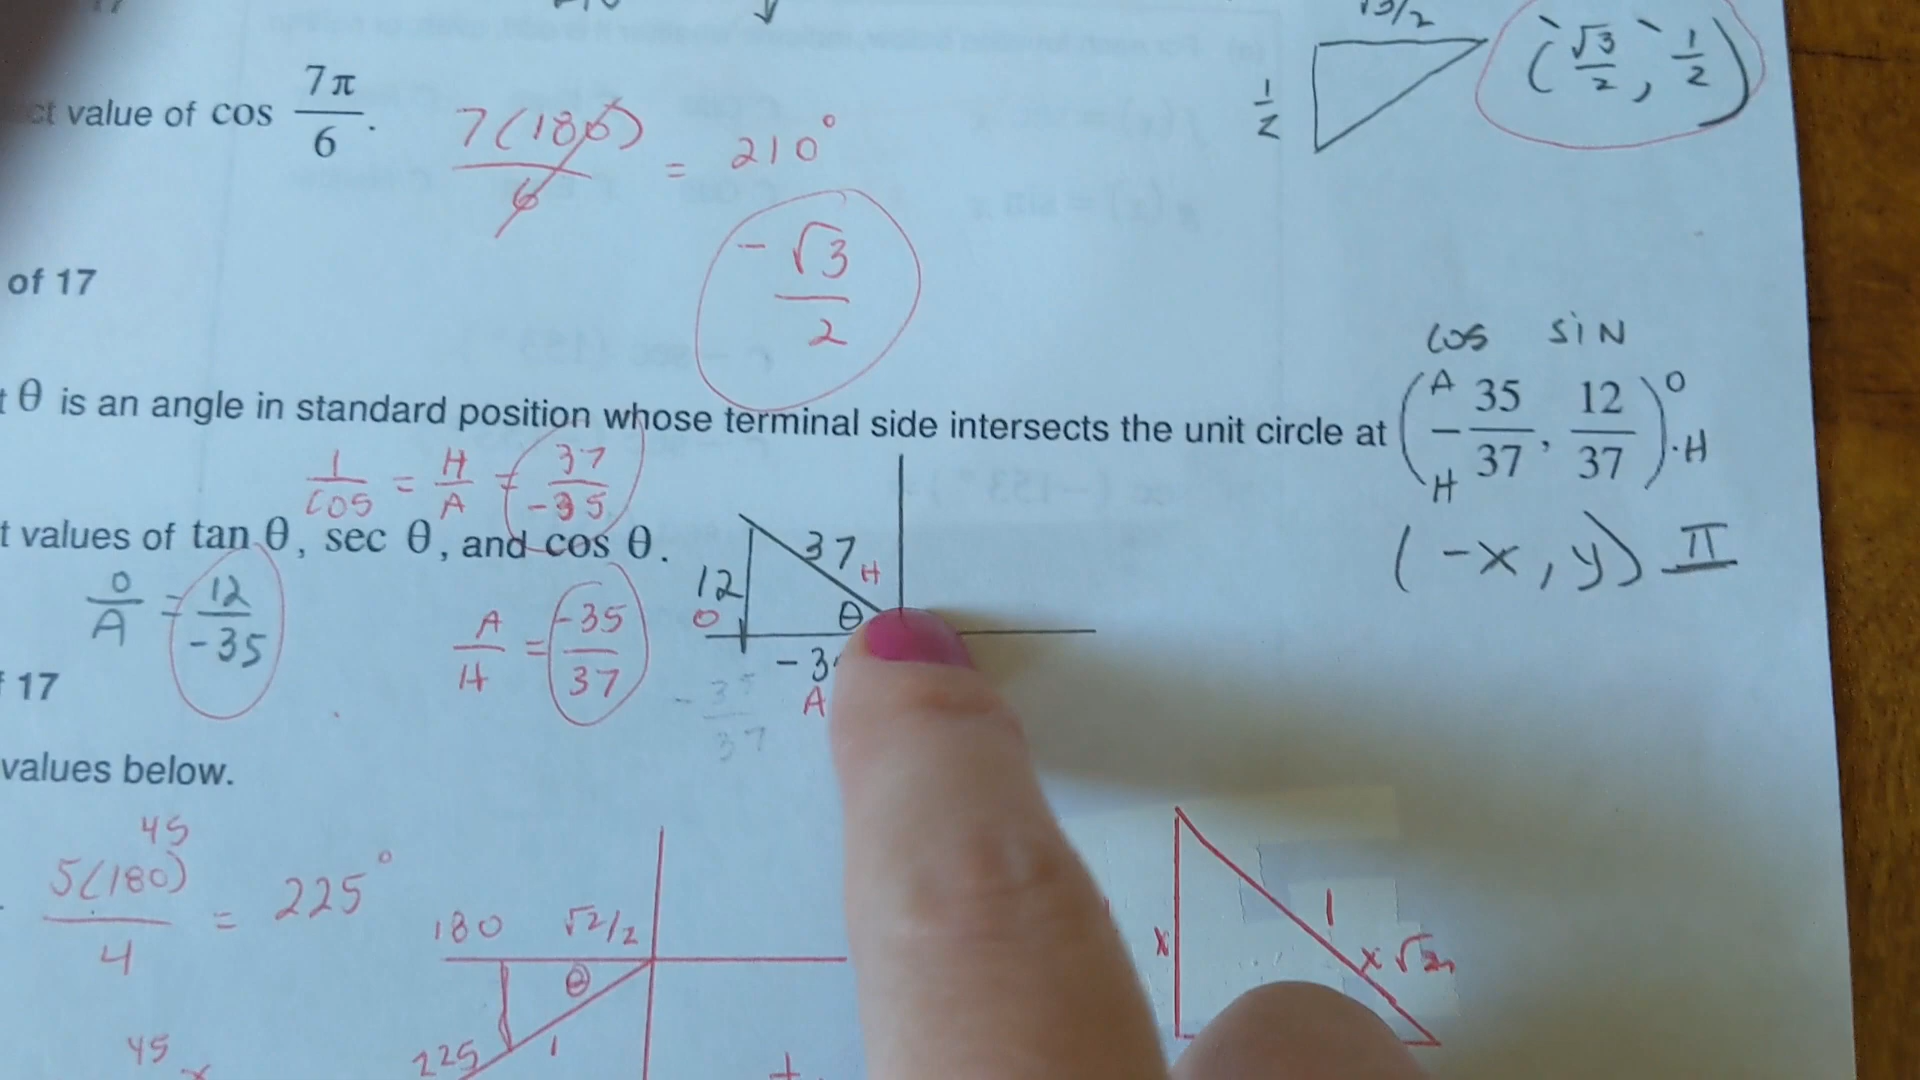 √3/2
(√3/2, 1/2)
1/2
value of cos 7π/6.
7(180)/6 = 210°
-√3/2
of 17
cos sin
θ is an angle in standard position whose terminal side intersects the unit circle at (-35/37, 12/37).
A O
H H
1/cos = H/A = 37/-35
values of tan θ, sec θ, and cos θ.
(-x, y) II
O/A = 12/-35
A/H = -35/37
12 37 H
O θ
-3
A
17
values below.
45
5(180)/4 = 225°
180 √2/2
θ
225 1
45
x 1 x√2